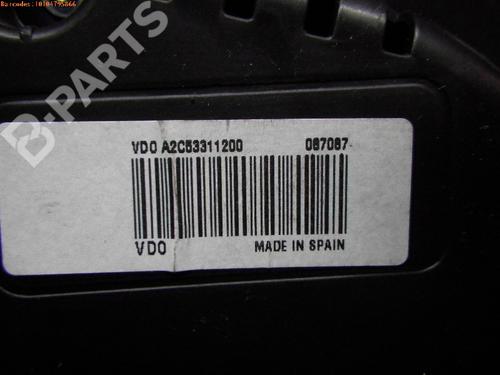 Barcodes:10104795866
B-PARTS
VDO A2C53311200 087087
VDO MADE IN SPAIN